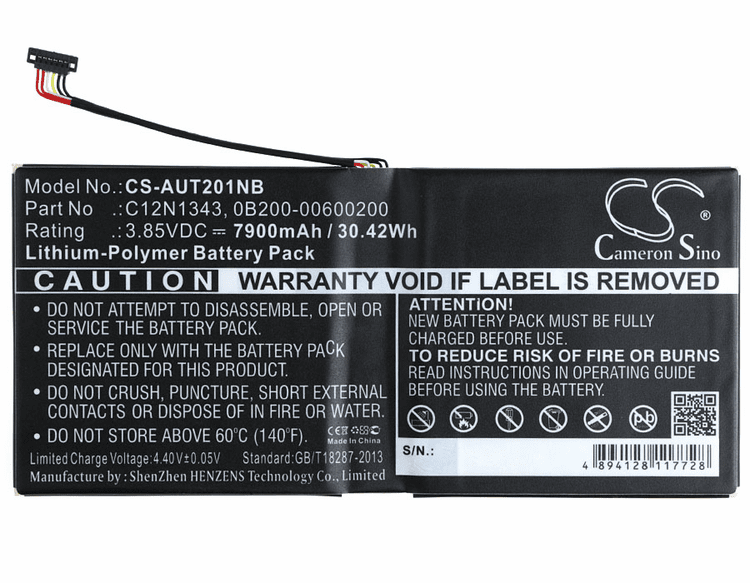 Model No.:CS-AUT201NB
Part No : C12N1343, 0B200-00600200
Rating : 3.85VDC ⎓ 7900mAh / 30.42Wh
Lithium-Polymer Battery Pack
CS
®
Cameron Sino
CAUTION WARRANTY VOID IF LABEL IS REMOVED
• DO NOT ATTEMPT TO DISASSEMBLE, OPEN OR
SERVICE THE BATTERY PACK.
• REPLACE ONLY WITH THE BATTERY PACK
DESIGNATED FOR THIS PRODUCT.
• DO NOT CRUSH, PUNCTURE, SHORT EXTERNAL
CONTACTS OR DISPOSE OF IN FIRE OR WATER.
• DO NOT STORE ABOVE 60°C (140°F).
CE
Made In China
Limited Charge Voltage: 4.40V±0.05V Standard:GB/T18287-2013
Manufacture by : ShenZhen HENZENS Technology Co., Limited.
ATTENTION!
NEW BATTERY PACK MUST BE FULLY
CHARGED BEFORE USE.
TO REDUCE RISK OF FIRE OR BURNS
READ INSTRUCTIONS IN OPERATING GUIDE
BEFORE USING THE BATTERY.
Pb
S/N.:
4 894128 117728